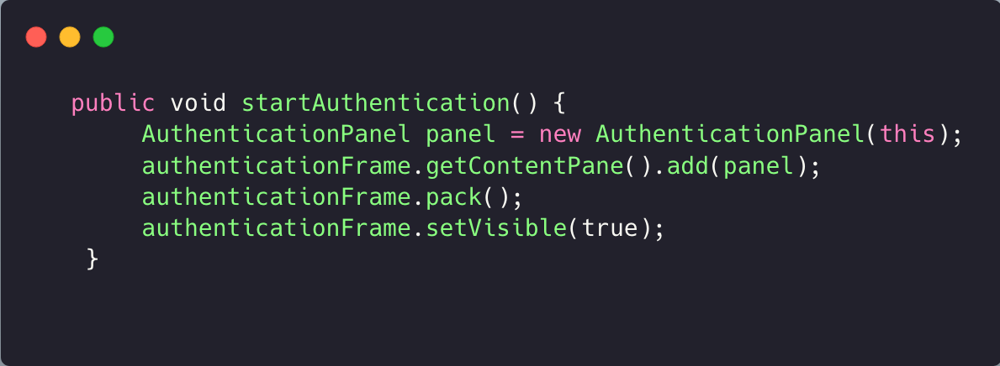 public void startAuthentication() {
AuthenticationPanel panel = new AuthenticationPanel(this);
authenticationFrame.getContentPane().add(panel);
authenticationFrame.pack();
authenticationFrame.setVisible(true);
}